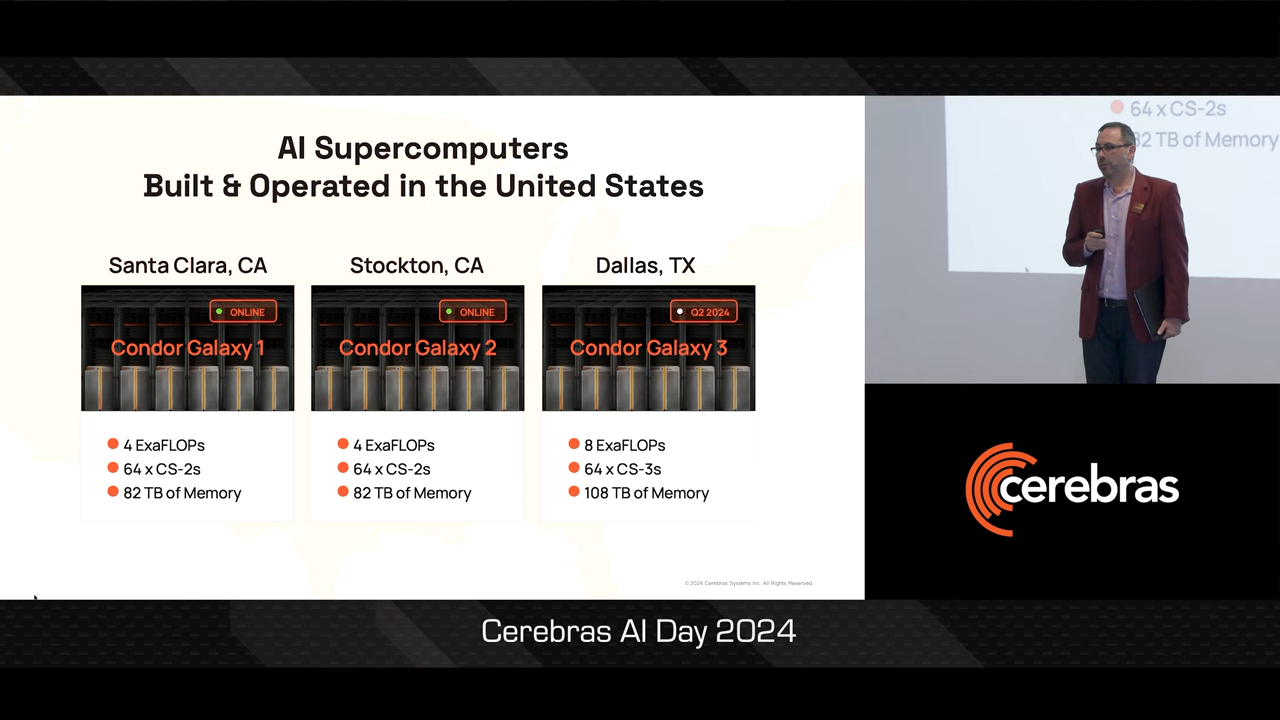 AI Supercomputers
Built & Operated in the United States
Santa Clara, CA
ONLINE
Condor Galaxy 1
4 ExaFLOPs
64 x CS-2s
82 TB of Memory
Stockton, CA
ONLINE
Condor Galaxy 2
4 ExaFLOPs
64 x CS-2s
82 TB of Memory
Dallas, TX
Q2 2024
Condor Galaxy 3
8 ExaFLOPs
64 x CS-3s
108 TB of Memory
© 2024 Cerebras Systems Inc. All Rights Reserved
64 x CS-2s
82 TB of Memory
cerebras
Cerebras AI Day 2024